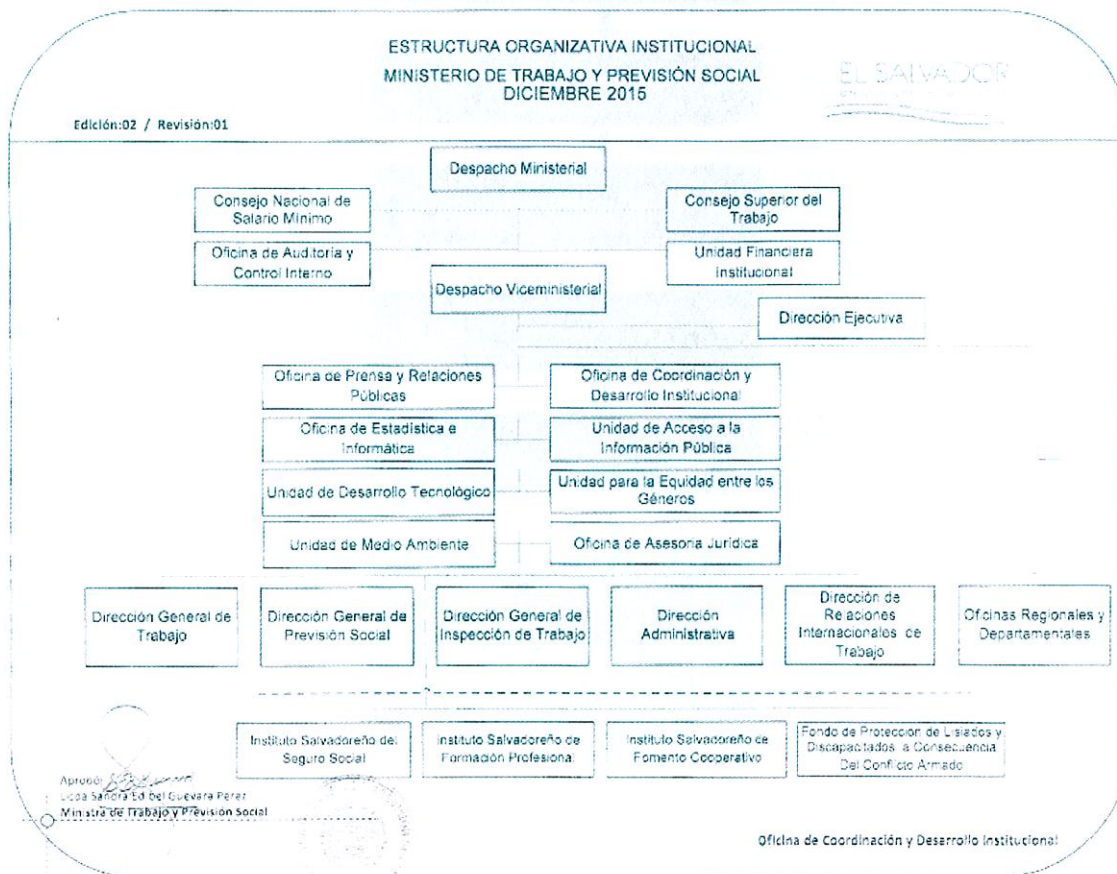 ESTRUCTURA ORGANIZATIVA INSTITUCIONAL
MINISTERIO DE TRABAJO Y PREVISIÓN SOCIAL
DICIEMBRE 2015
EL SALVADOR
Edición:02 / Revisión:01
Despacho Ministerial
Consejo Nacional de
Salario Mínimo
Consejo Superior del
Trabajo
Oficina de Auditoría y
Control Interno
Unidad Financiera
Institucional
Despacho Viceministerial
Dirección Ejecutiva
Oficina de Prensa y Relaciones
Públicas
Oficina de Coordinación y
Desarrollo Institucional
Oficina de Estadística e
Informática
Unidad de Acceso a la
Información Pública
Unidad de Desarrollo Tecnológico
Unidad para la Equidad entre los
Géneros
Unidad de Medio Ambiente
Oficina de Asesoría Jurídica
Dirección General de
Trabajo
Dirección General de
Previsión Social
Dirección General de
Inspección de Trabajo
Dirección
Administrativa
Dirección de
Relaciones
Internacionales de
Trabajo
Oficinas Regionales y
Departamentales
Instituto Salvadoreño del
Seguro Social
Instituto Salvadoreño de
Formación Profesional
Instituto Salvadoreño de
Fomento Cooperativo
Fondo de Protección de Lisiados y
Discapacitados a Consecuencia
Del Conflicto Armado
Aprobó:
Licda Sandra Edibel Guevara Pérez
Ministra de Trabajo y Previsión Social
Oficina de Coordinación y Desarrollo Institucional